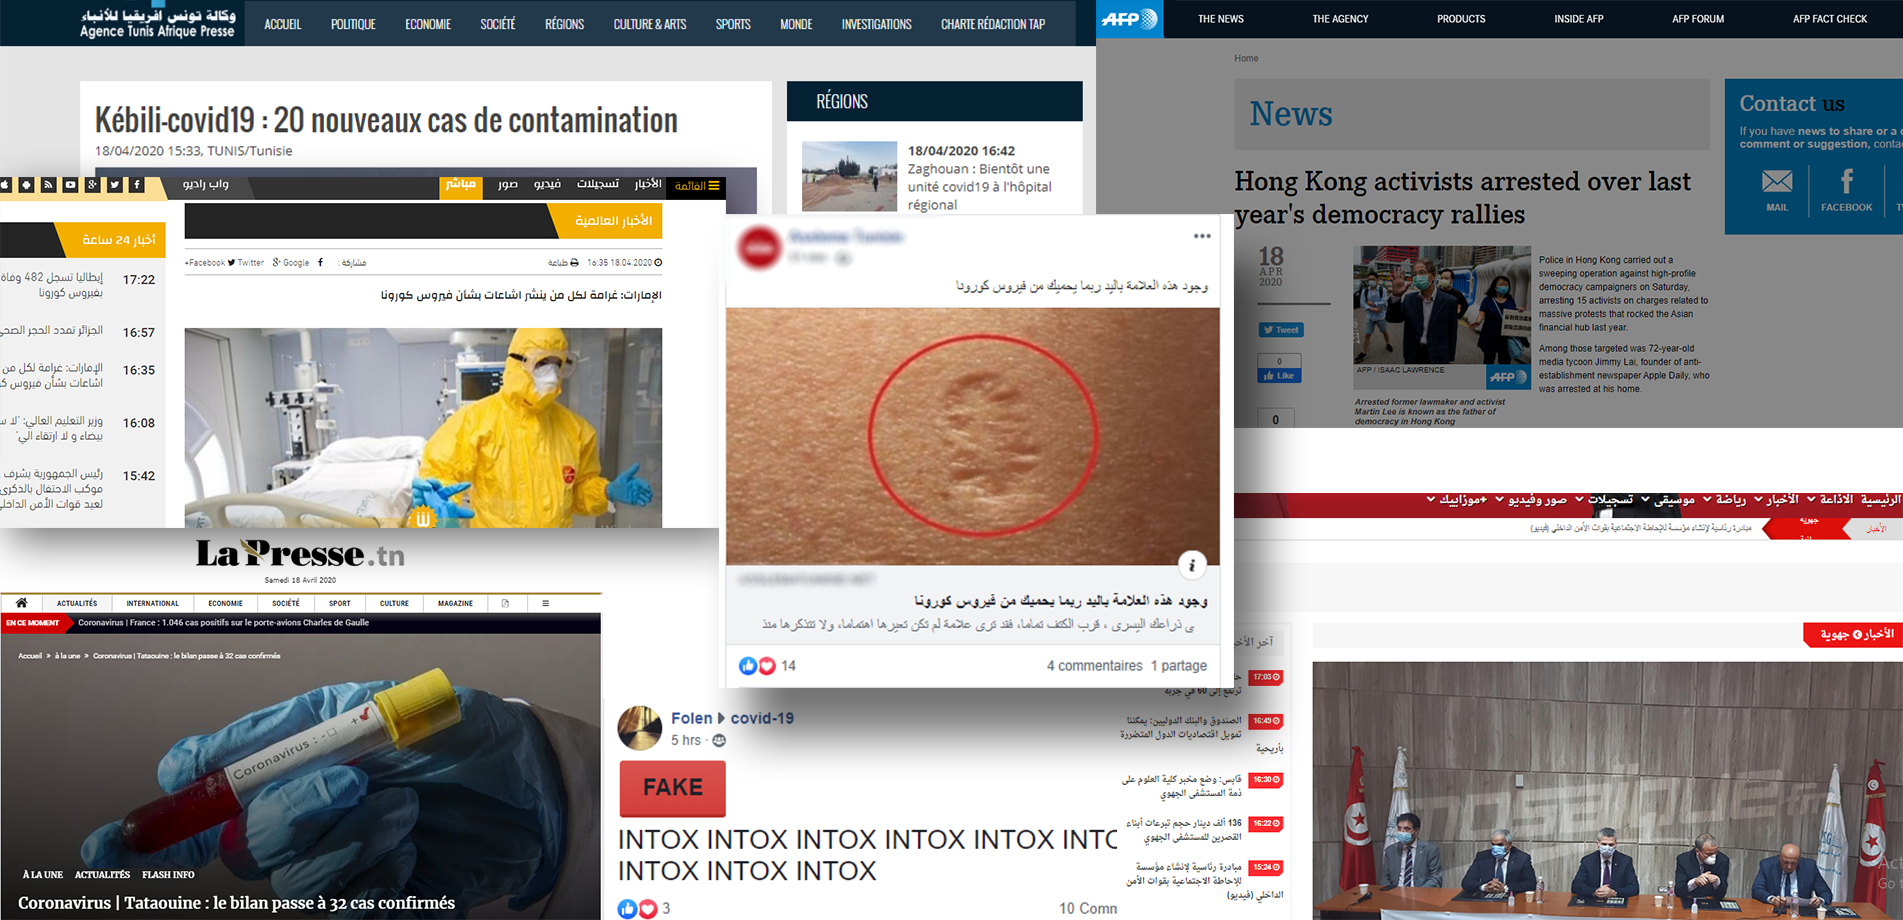 وكالة تونس افريقيا للأنباء
Agence Tunis Afrique Presse
ACCUEIL POLITIQUE ECONOMIE SOCIÉTÉ RÉGIONS CULTURE & ARTS SPORTS MONDE INVESTIGATIONS CHARTE RÉDACTION TAP
Kébili-covid19 : 20 nouveaux cas de contamination
18/04/2020 15:33, TUNIS/Tunisie
RÉGIONS
18/04/2020 16:42
Zaghouan : Bientôt une
unité covid19 à l'hôpital
régional
AFP
THE NEWS THE AGENCY PRODUCTS INSIDE AFP AFP FORUM AFP FACT CHECK
Home
News
Contact us
If you have news to share or a
comment or suggestion, conta
MAIL FACEBOOK
Hong Kong activists arrested over last
year's democracy rallies
18
APR
2020
Tweet
0
Like
0
AFP / ISAAC LAWRENCE
AFP
Arrested former lawmaker and activist
Martin Lee is known as the father of
democracy in Hong Kong
Police in Hong Kong carried out a
sweeping operation against high-profile
democracy campaigners on Saturday,
arresting 15 activists on charges related to
massive protests that rocked the Asian
financial hub last year.
Among those targeted was 72-year-old
media tycoon Jimmy Lai, founder of anti-
establishment newspaper Apple Daily, who
was arrested at his home.
القائمة الأخبار تسجيلات فيديو صور مباشر واب راديو
الأخبار العالمية
16:35 18.04.2020 طباعة مشاركة : Facebook Google Twitter
الإمارات: غرامة لكل من ينشر اشاعات بشأن فيروس كورونا
أخبار 24 ساعة
17:22 إيطاليا تسجل 482 وفاة
بفيروس كورونا
16:57 الجزائر تمدد الحجر الصحي
16:35 الإمارات: غرامة لكل من
اشاعات بشأن فيروس كو
16:08 وزير التعليم العالي: "لا س
بيضاء و لا ارتقاء الي"
15:42 رئيس الجمهورية يشرف
موكب الاحتفال بالذكرى
لعيد قوات الأمن الداخل
وجود هذه العلامة باليد ربما يحميك من فيروس كورونا
وجود هذه العلامة باليد ربما يحميك من فيروس كورونا
ى ذراعك اليسرى ، قرب الكتف تماما، فقد ترى علامة لم تكن تعيرها اهتماما، ولا تتذكرها منذ
14 4 commentaires 1 partage
La Presse.tn
Samedi 18 Avril 2020
ACTUALITÉS INTERNATIONAL ECONOMIE SOCIÉTÉ SPORT CULTURE MAGAZINE
EN CE MOMENT Coronavirus | France : 1.046 cas positifs sur le porte-avions Charles de Gaulle
Accueil » à la une » Coronavirus | Tataouine : le bilan passe à 32 cas confirmés
Coronavirus : -
+
À LA UNE ACTUALITÉS FLASH INFO
Coronavirus | Tataouine : le bilan passe à 32 cas confirmés
Folen covid-19
5 hrs ·
FAKE
INTOX INTOX INTOX INTOX INTOX INTC
INTOX INTOX INTOX
3 10 Comm
الرئيسية الاذاعة الأخبار رياضة موسيقى تسجيلات صور وفيديو +موزاييك
الأخبار جهوية مبادرة رئاسية لإنشاء مؤسسة للإحاطة الاجتماعية بقوات الأمن الداخلي (فيديو)
الأخبار جهوية
آخر الأخب
17:03
ترتفع إلى 60 في جربة
16:49 الصندوق والبنك الدوليين: يمكننا
تمويل اقتصاديات الدول المتضررة
بأريحية
16:30 قابس: وضع مخبر كلية العلوم على
ذمة المستشفى الجهوي
16:22 136 ألف دينار حجم تبرعات أبناء
القصرين للمستشفى الجهوي
15:24 مبادرة رئاسية لإنشاء مؤسسة
للإحاطة الاجتماعية بقوات الأمن
الداخلي (فيديو)